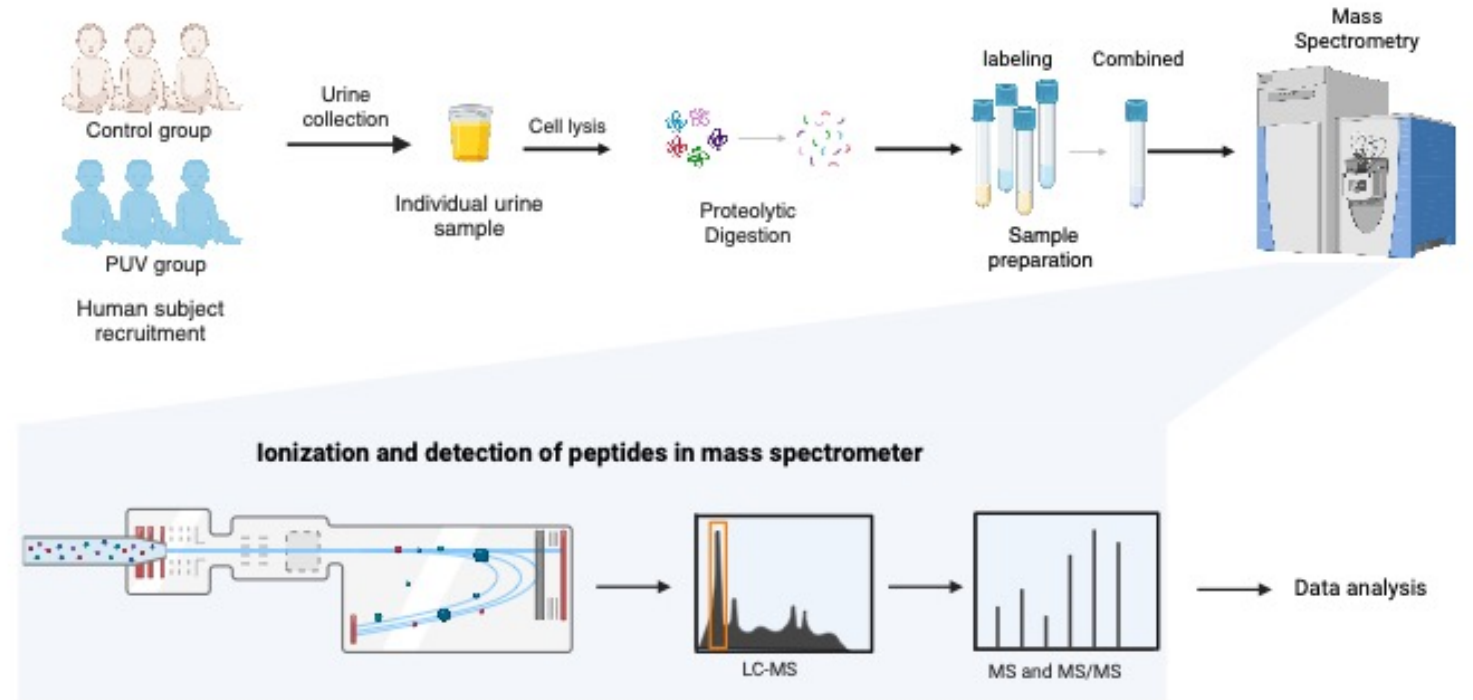 Control group
PUV group
Human subject
recruitment
Urine
collection
Individual urine
sample
Cell lysis
Proteolytic
Digestion
labeling
Combined
Sample
preparation
Mass
Spectrometry
Ionization and detection of peptides in mass spectrometer
LC-MS
MS and MS/MS
Data analysis